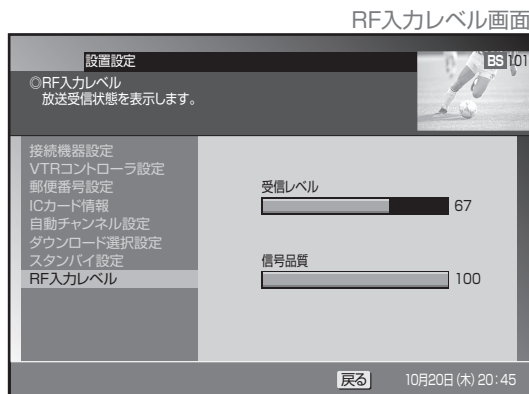 RF入力レベル画面
設置設定
BS 101
◎RF入力レベル
放送受信状態を表示します。
接続機器設定
VTRコントローラ設定
郵便番号設定
ICカード情報
自動チャンネル設定
ダウンロード選択設定
スタンバイ設定
RF入力レベル
受信レベル
67
信号品質
100
戻る
10月20日(木)20:45